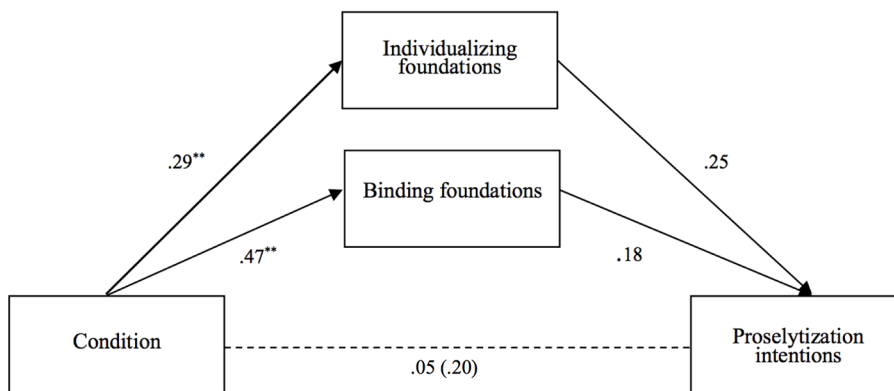 Individualizing
foundations
.29**
.25
Binding foundations
.47**
.18
Condition
Proselytization
intentions
.05 (.20)